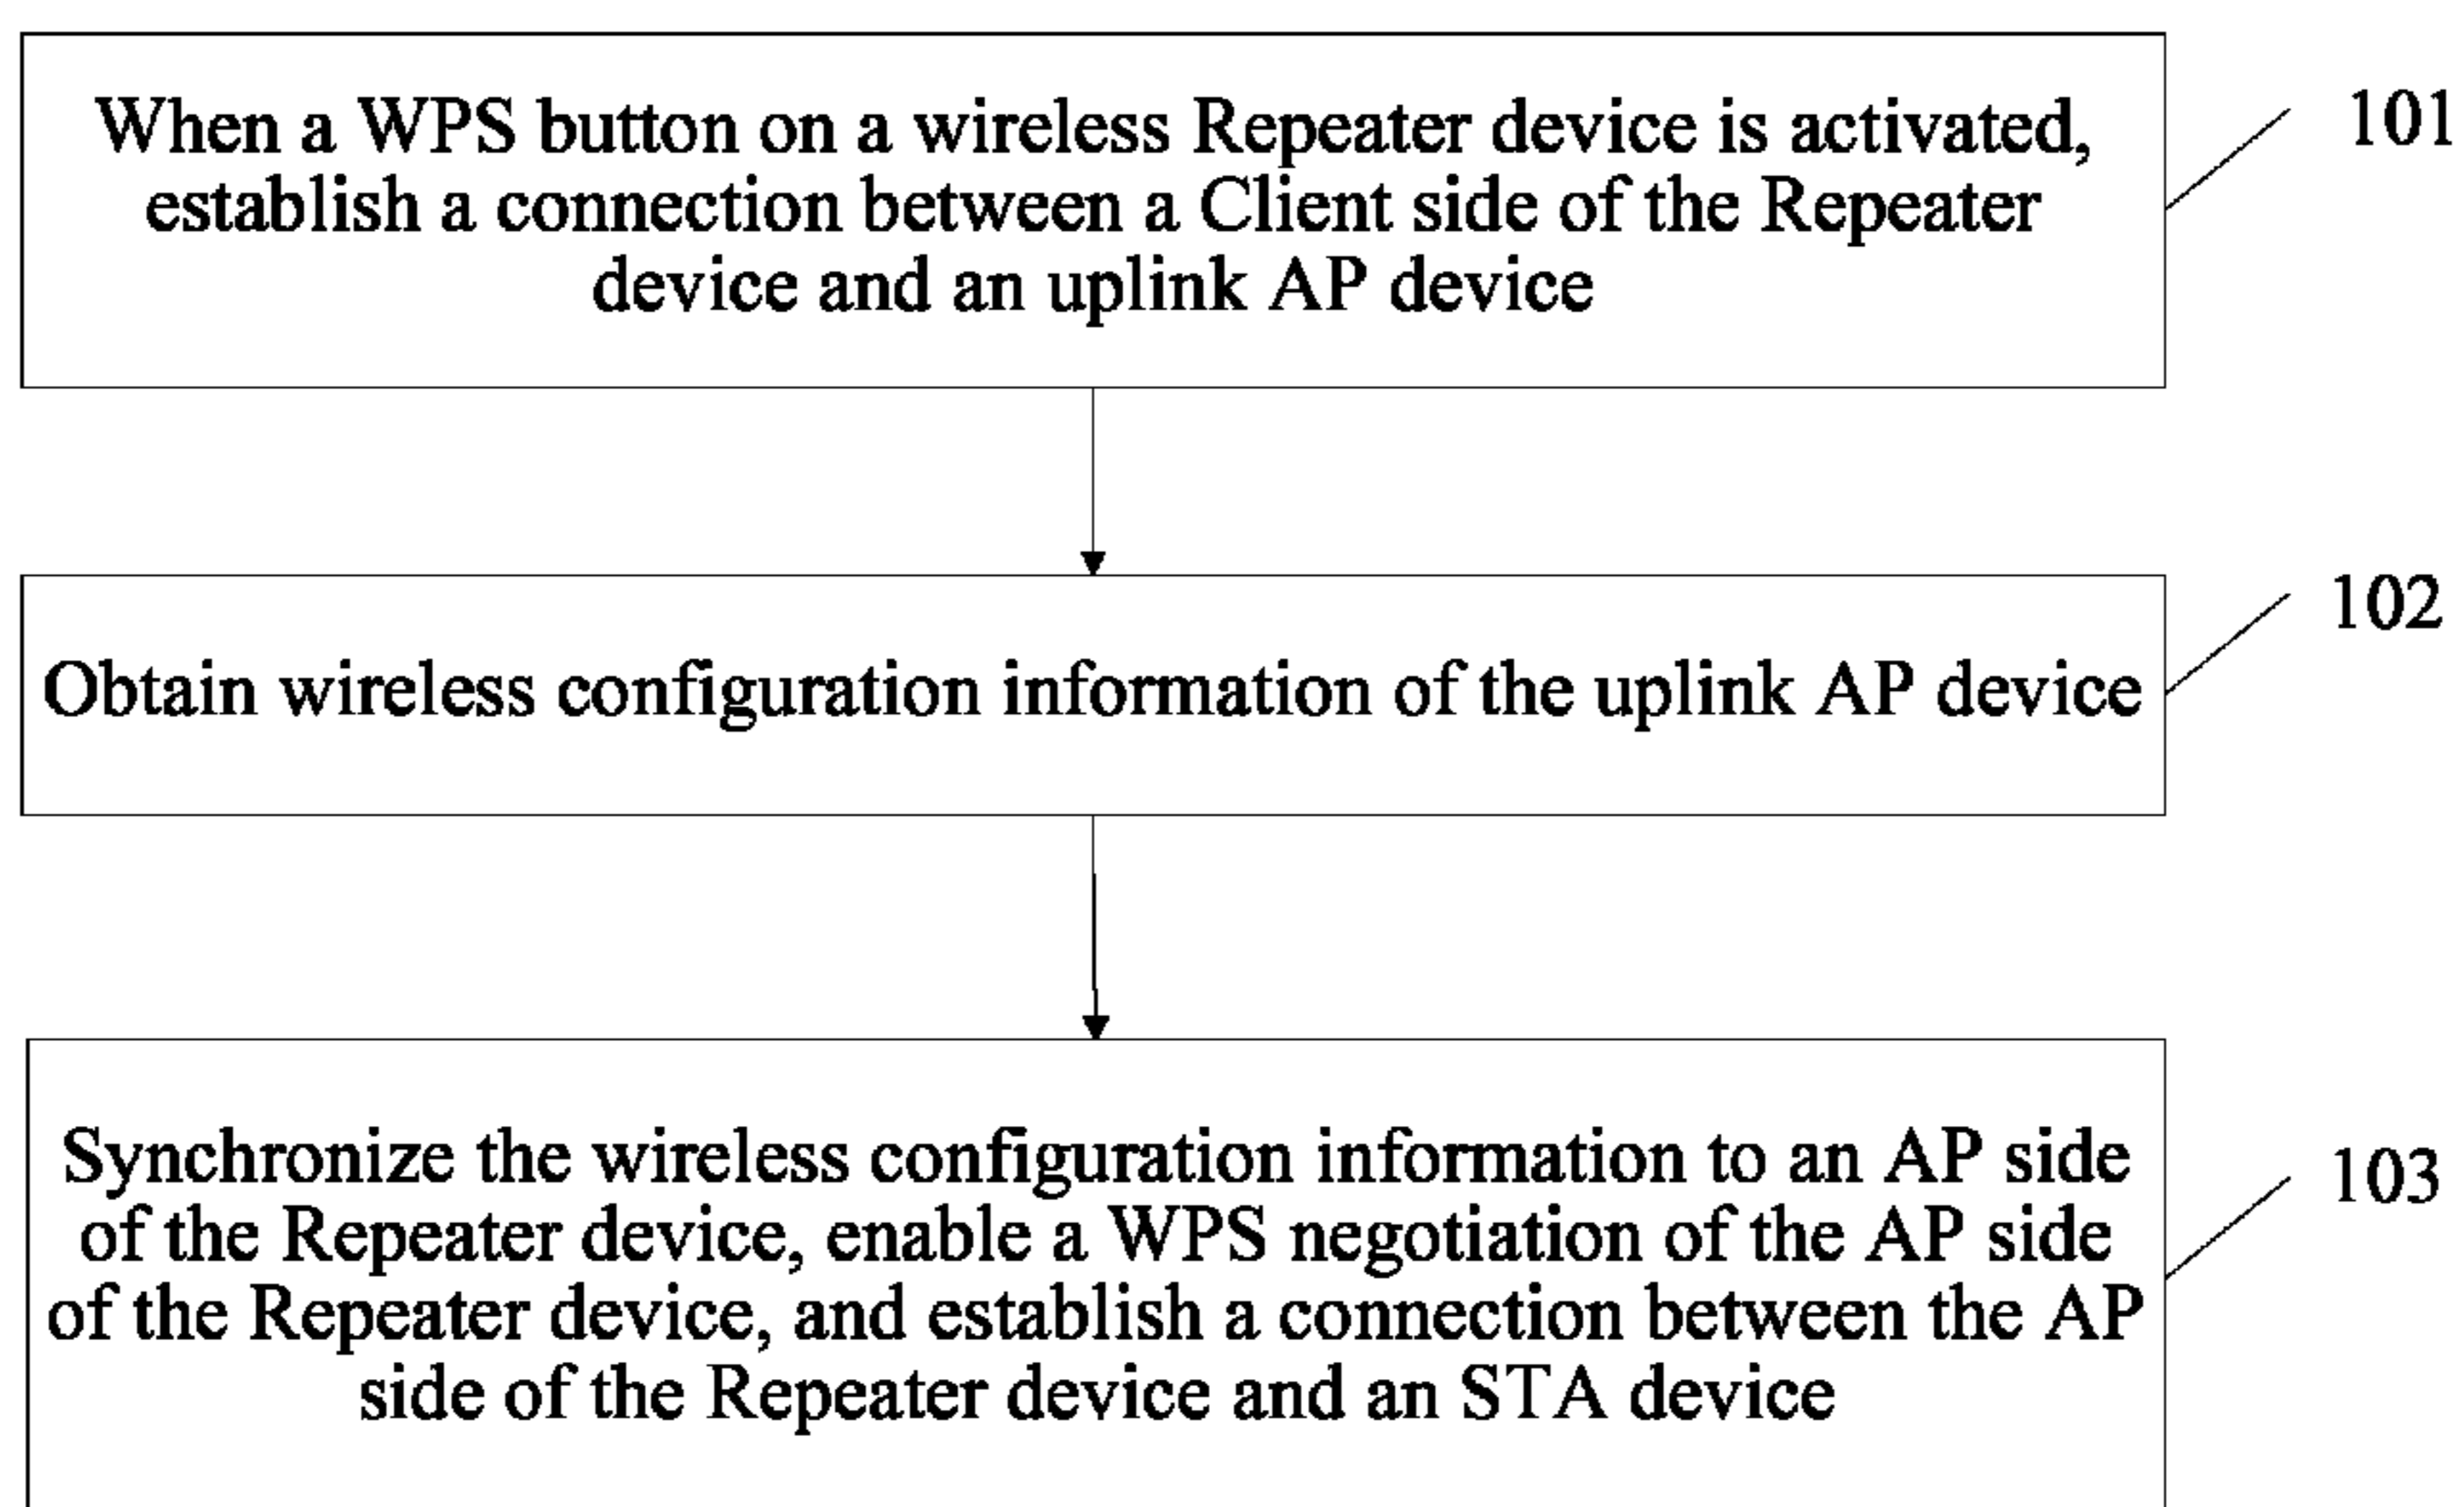 When a WPS button on a wireless Repeater device is activated,
establish a connection between a Client side of the Repeater
device and an uplink AP device
101
Obtain wireless configuration information of the uplink AP device
102
Synchronize the wireless configuration information to an AP side
of the Repeater device, enable a WPS negotiation of the AP side
of the Repeater device, and establish a connection between the AP
side of the Repeater device and an STA device
103